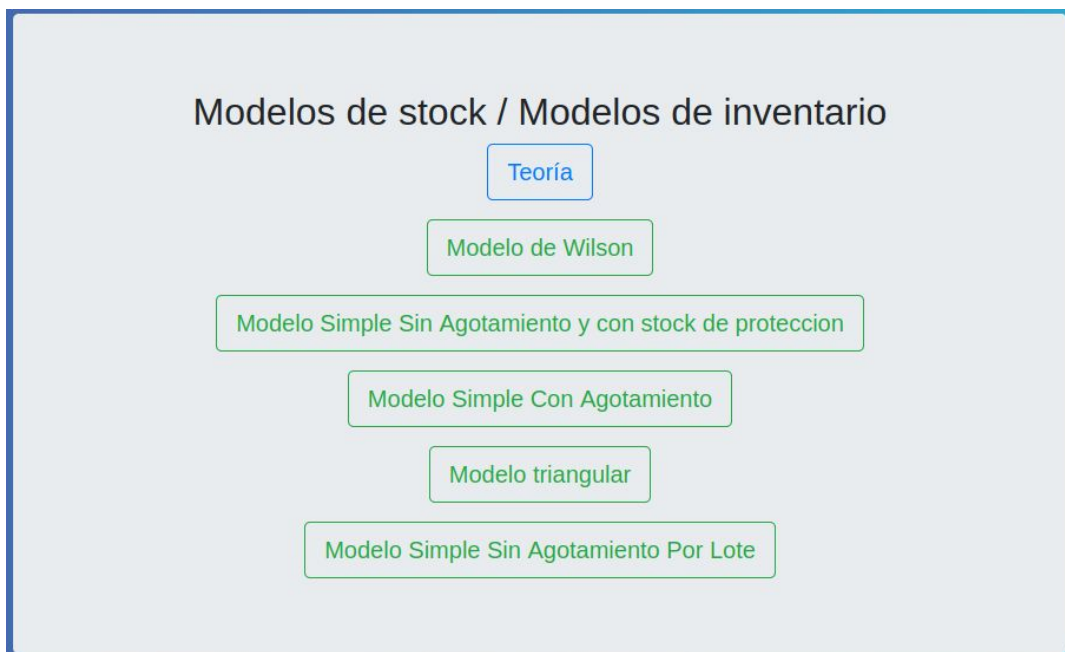 Modelos de stock / Modelos de inventario
Teoría
Modelo de Wilson
Modelo Simple Sin Agotamiento y con stock de proteccion
Modelo Simple Con Agotamiento
Modelo triangular
Modelo Simple Sin Agotamiento Por Lote